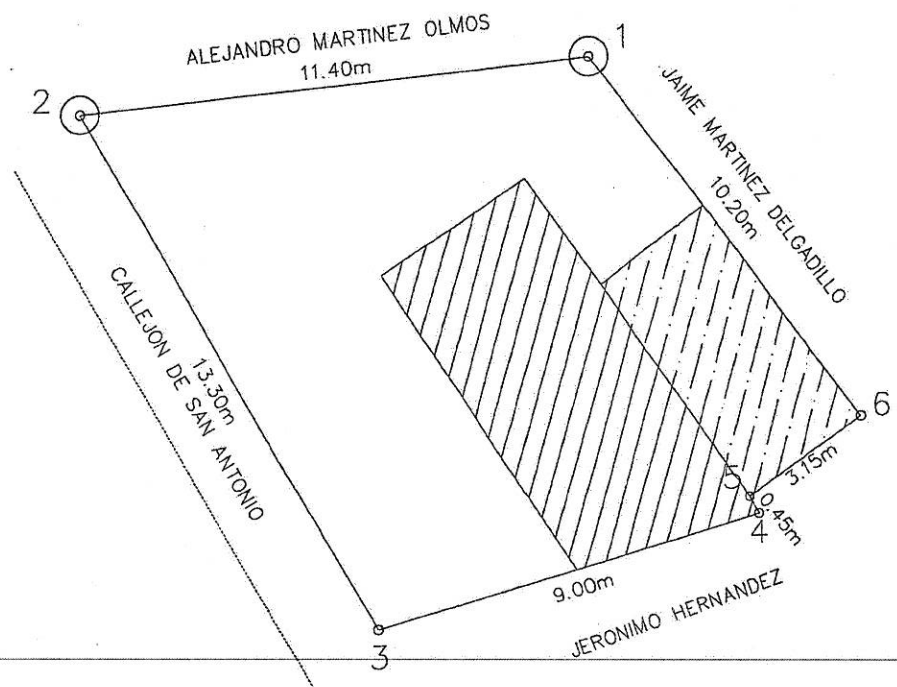 ALEJANDRO MARTINEZ OLMOS
11.40m
1
2
JAIME MARTINEZ DELGADILLO
10.20m
CALLEJON DE SAN ANTONIO
13.30m
6
3.15m
5
0.45m
4
9.00m
JERONIMO HERNANDEZ
3